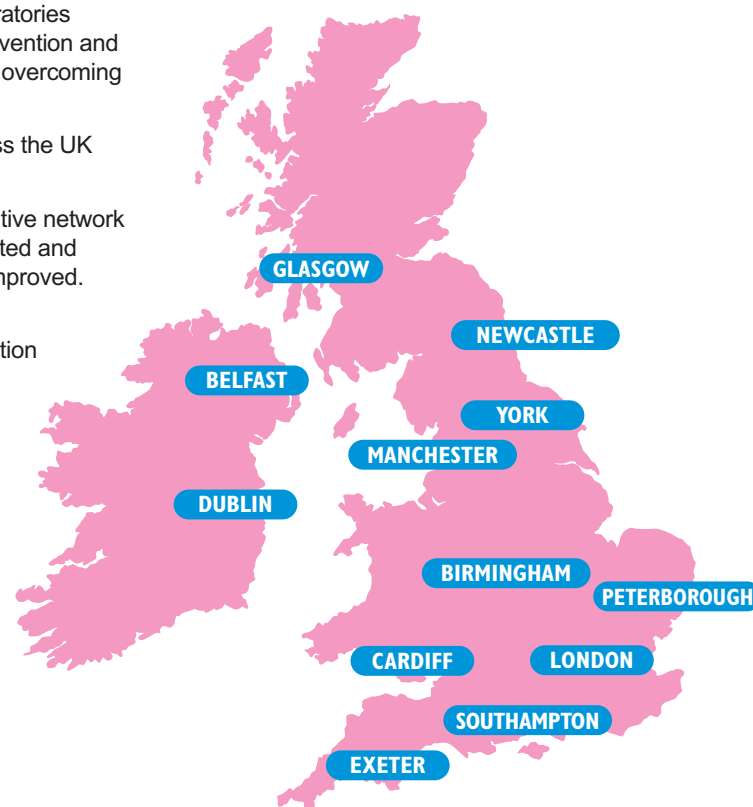 ratories
vention and
overcoming
ss the UK
tive network
ted and
mproved.
tion
GLASGOW
NEWCASTLE
BELFAST
YORK
MANCHESTER
DUBLIN
BIRMINGHAM
PETERBOROUGH
CARDIFF
LONDON
SOUTHAMPTON
EXETER